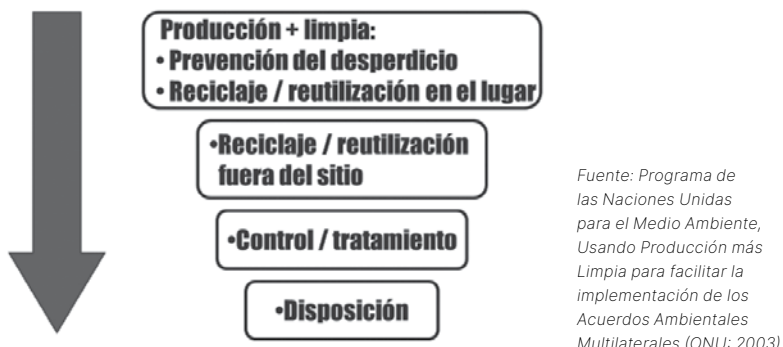 Producción + limpia:
• Prevención del desperdicio
• Reciclaje / reutilización en el lugar
•Reciclaje / reutilización
fuera del sitio
•Control / tratamiento
•Disposición
Fuente: Programa de
las Naciones Unidas
para el Medio Ambiente,
Usando Producción más
Limpia para facilitar la
implementación de los
Acuerdos Ambientales
Multilaterales (ONU: 2003)